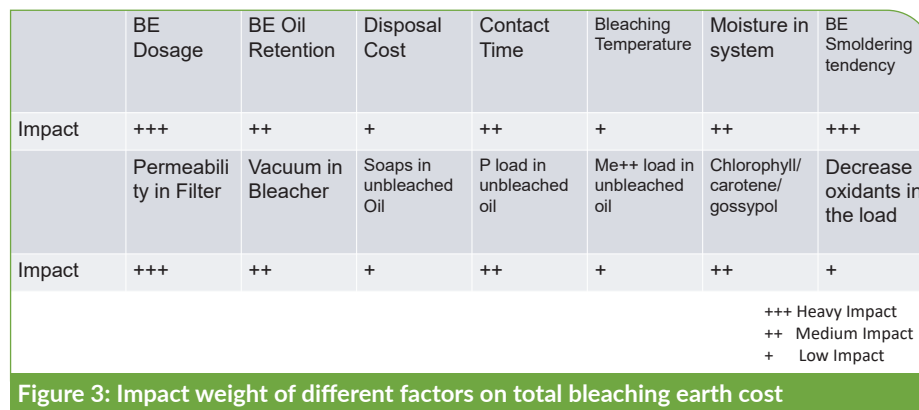 BE Dosage
BE Oil Retention
Disposal Cost
Contact Time
Bleaching Temperature
Moisture in system
BE Smoldering tendency
Impact +++ ++ + ++ + ++ +++
Permeabili ty in Filter
Vacuum in Bleacher
Soaps in unbleached Oil
P load in unbleached oil
Me++ load in unbleached oil
Chlorophyll/ carotene/ gossypol
Decrease oxidants in the load
Impact +++ ++ + ++ + ++ +
+++ Heavy Impact
++ Medium Impact
+ Low Impact
Figure 3: Impact weight of different factors on total bleaching earth cost